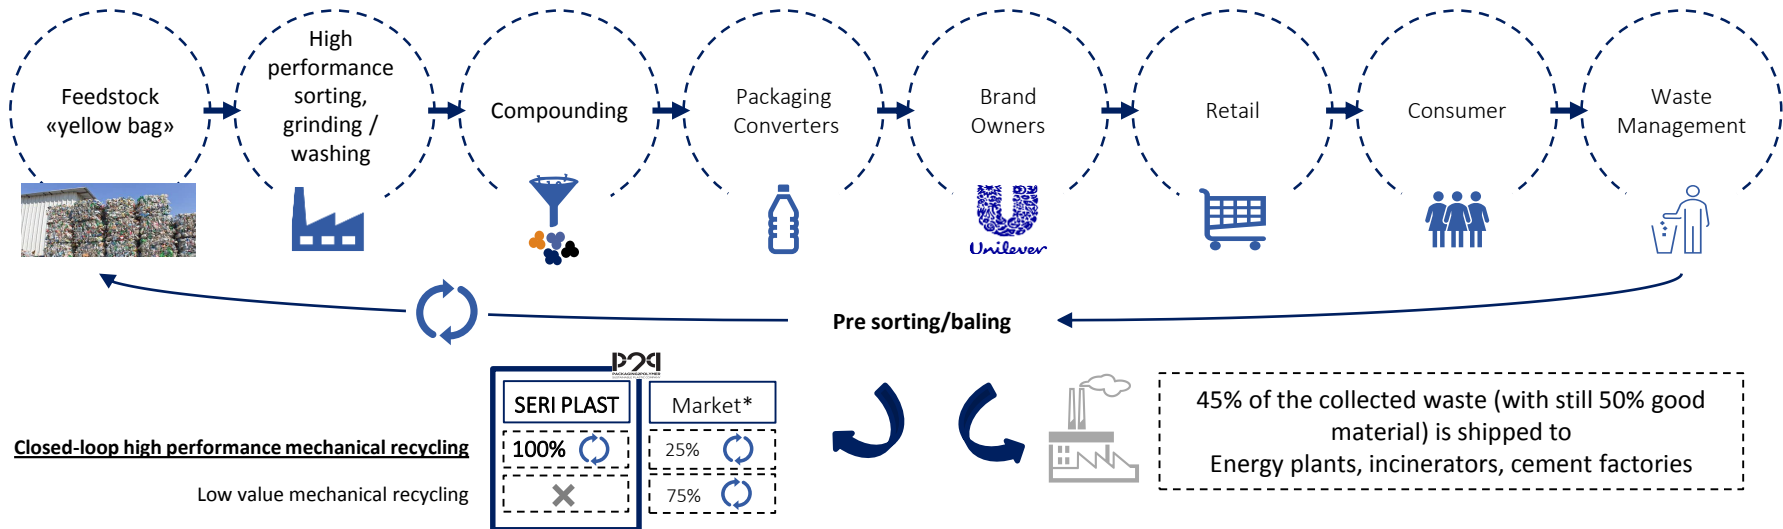 Feedstock
«yellow bag»
High
performance
sorting,
grinding /
washing
Compounding
Packaging
Converters
Brand
Owners
Retail
Consumer
Waste
Management
Unilever
Pre sorting/baling
P2P
PACKAGING2POLYMER
SERI PLAST
Market*
Closed-loop high performance mechanical recycling
100%
25%
Low value mechanical recycling
75%
45% of the collected waste (with still 50% good
material) is shipped to
Energy plants, incinerators, cement factories